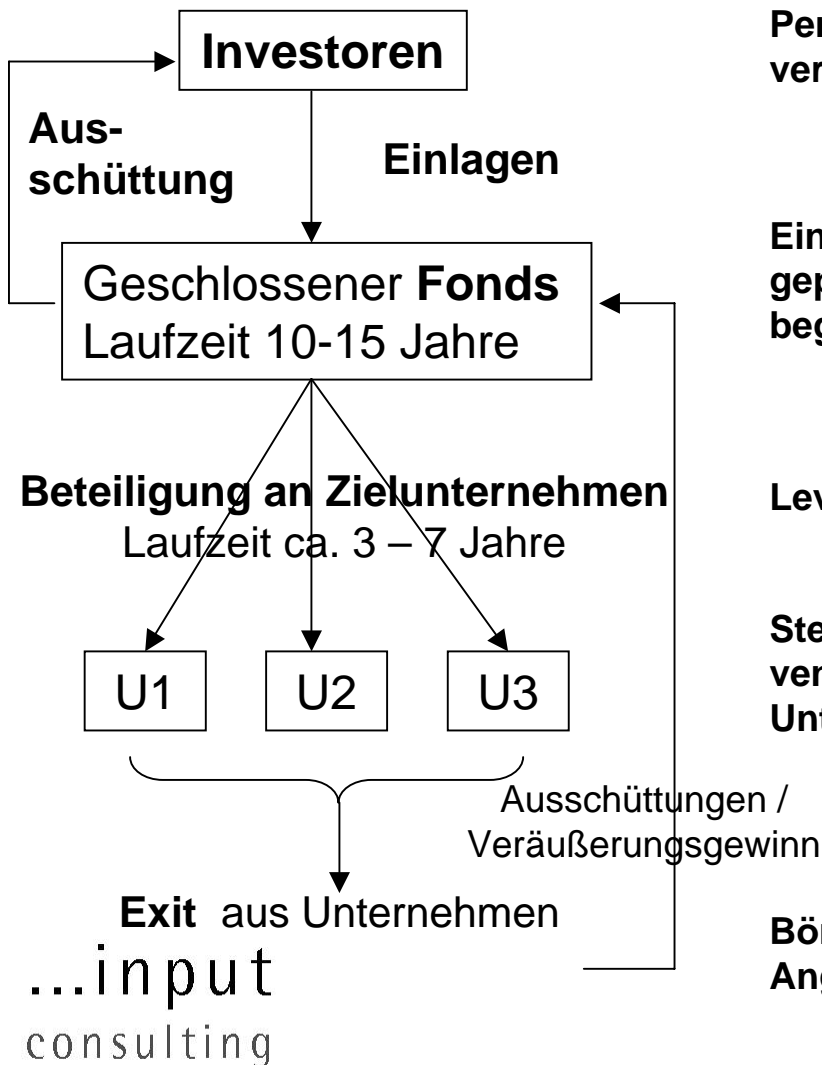 Investoren
Aus-
schüttung
Einlagen
Geschlossener Fonds
Laufzeit 10-15 Jahre
Beteiligung an Zielunternehmen
Laufzeit ca. 3 – 7 Jahre
U1
U2
U3
Ausschüttungen /
Veräußerungsgewinn
Exit aus Unternehmen
...input
consulting